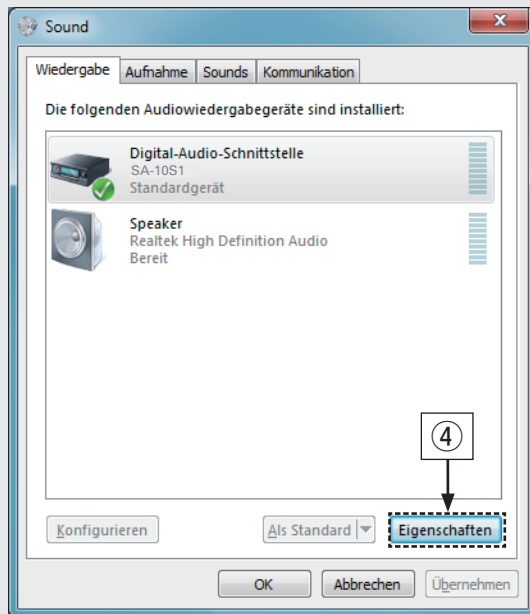 Sound
Wiedergabe Aufnahme Sounds Kommunikation
Die folgenden Audiowiedergabegeräte sind installiert:
Digital-Audio-Schnittstelle
SA-10S1
Standardgerät
Speaker
Realtek High Definition Audio
Bereit
④
Konfigurieren Als Standard Eigenschaften
OK Abbrechen Übernehmen